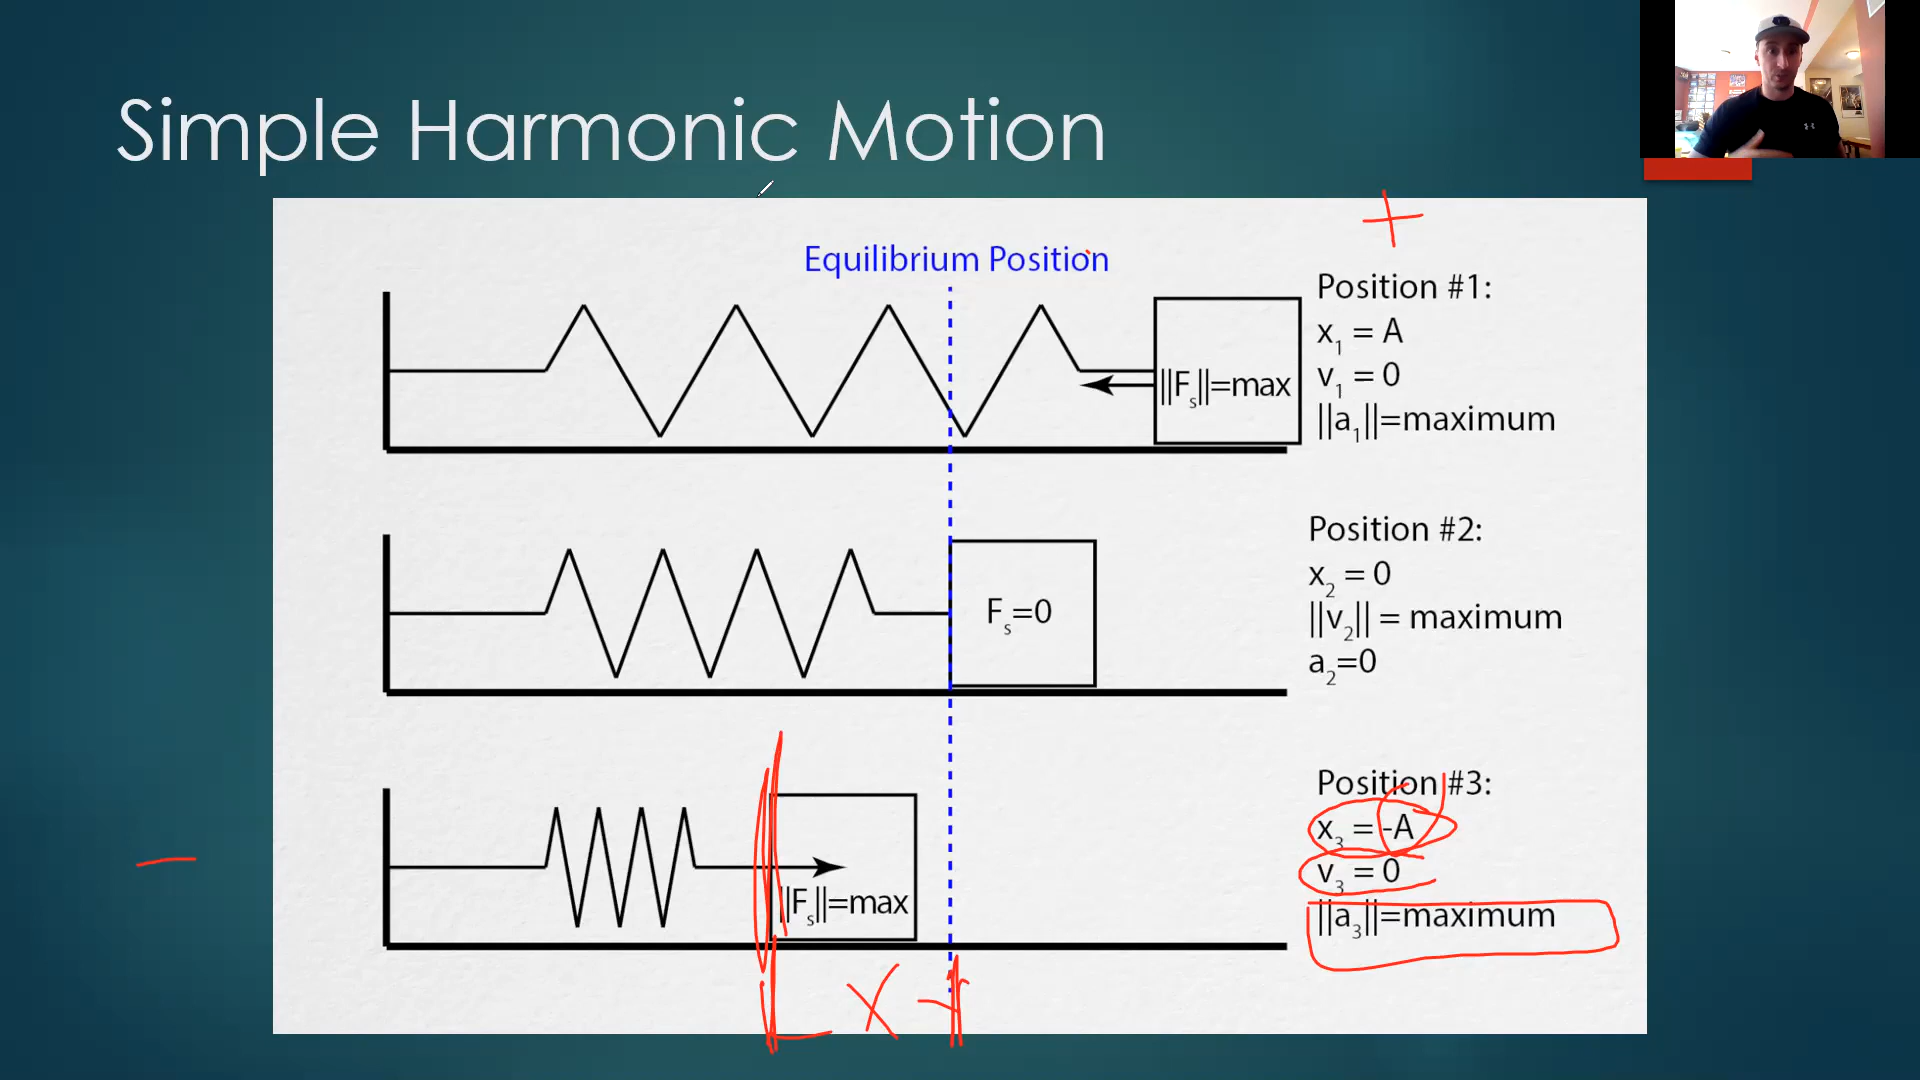 Simple Harmonic Motion
+
Equilibrium Position
||Fs||=max
Position #1:
x1 = A
v1 = 0
||a1||=maximum
Fs=0
Position #2:
x2 = 0
||v2|| = maximum
a2=0
||Fs||=max
Position #3:
x3 = -A
v3 = 0
||a3||=maximum
−
x